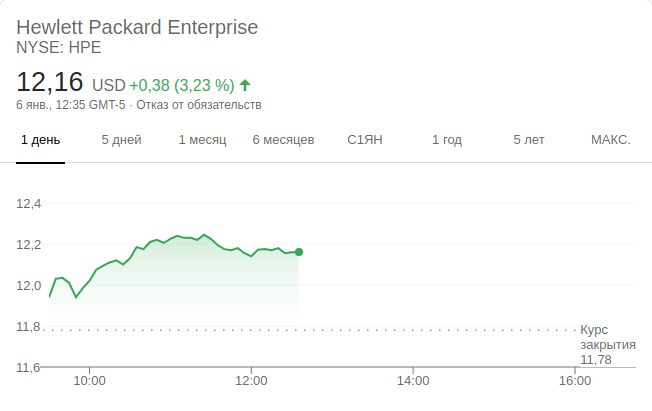 Hewlett Packard Enterprise
NYSE: HPE
12,16 USD +0,38 (3,23 %)
6 янв., 12:35 GMT-5 · Отказ от обязательств
1 день 5 дней 1 месяц 6 месяцев С1ЯН 1 год 5 лет МАКС.
12,4
12,2
12,0
11,8
Курс
закрытия
11,78
11,6
10:00 12:00 14:00 16:00